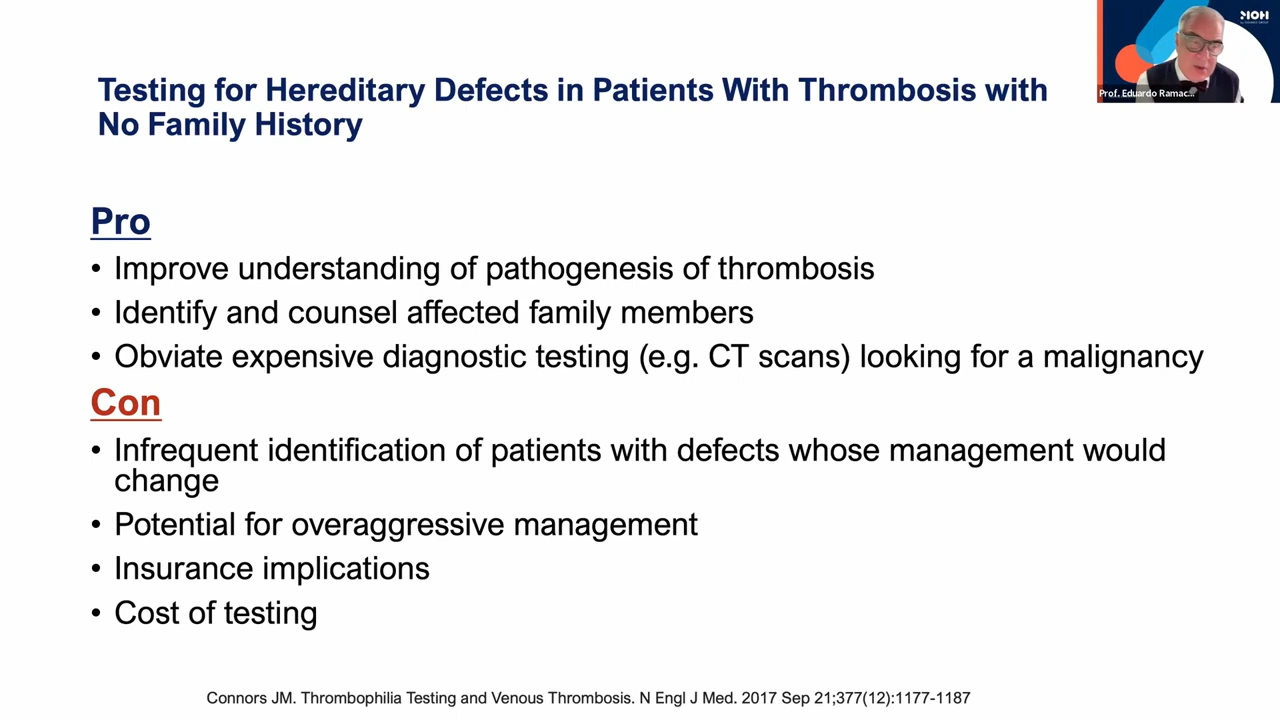 Testing for Hereditary Defects in Patients With Thrombosis with
No Family History
Pro
• Improve understanding of pathogenesis of thrombosis
• Identify and counsel affected family members
• Obviate expensive diagnostic testing (e.g. CT scans) looking for a malignancy
Con
• Infrequent identification of patients with defects whose management would
change
• Potential for overaggressive management
• Insurance implications
• Cost of testing
Connors JM. Thrombophilia Testing and Venous Thrombosis. N Engl J Med. 2017 Sep 21;377(12):1177-1187
Prof. Eduardo Ramac...